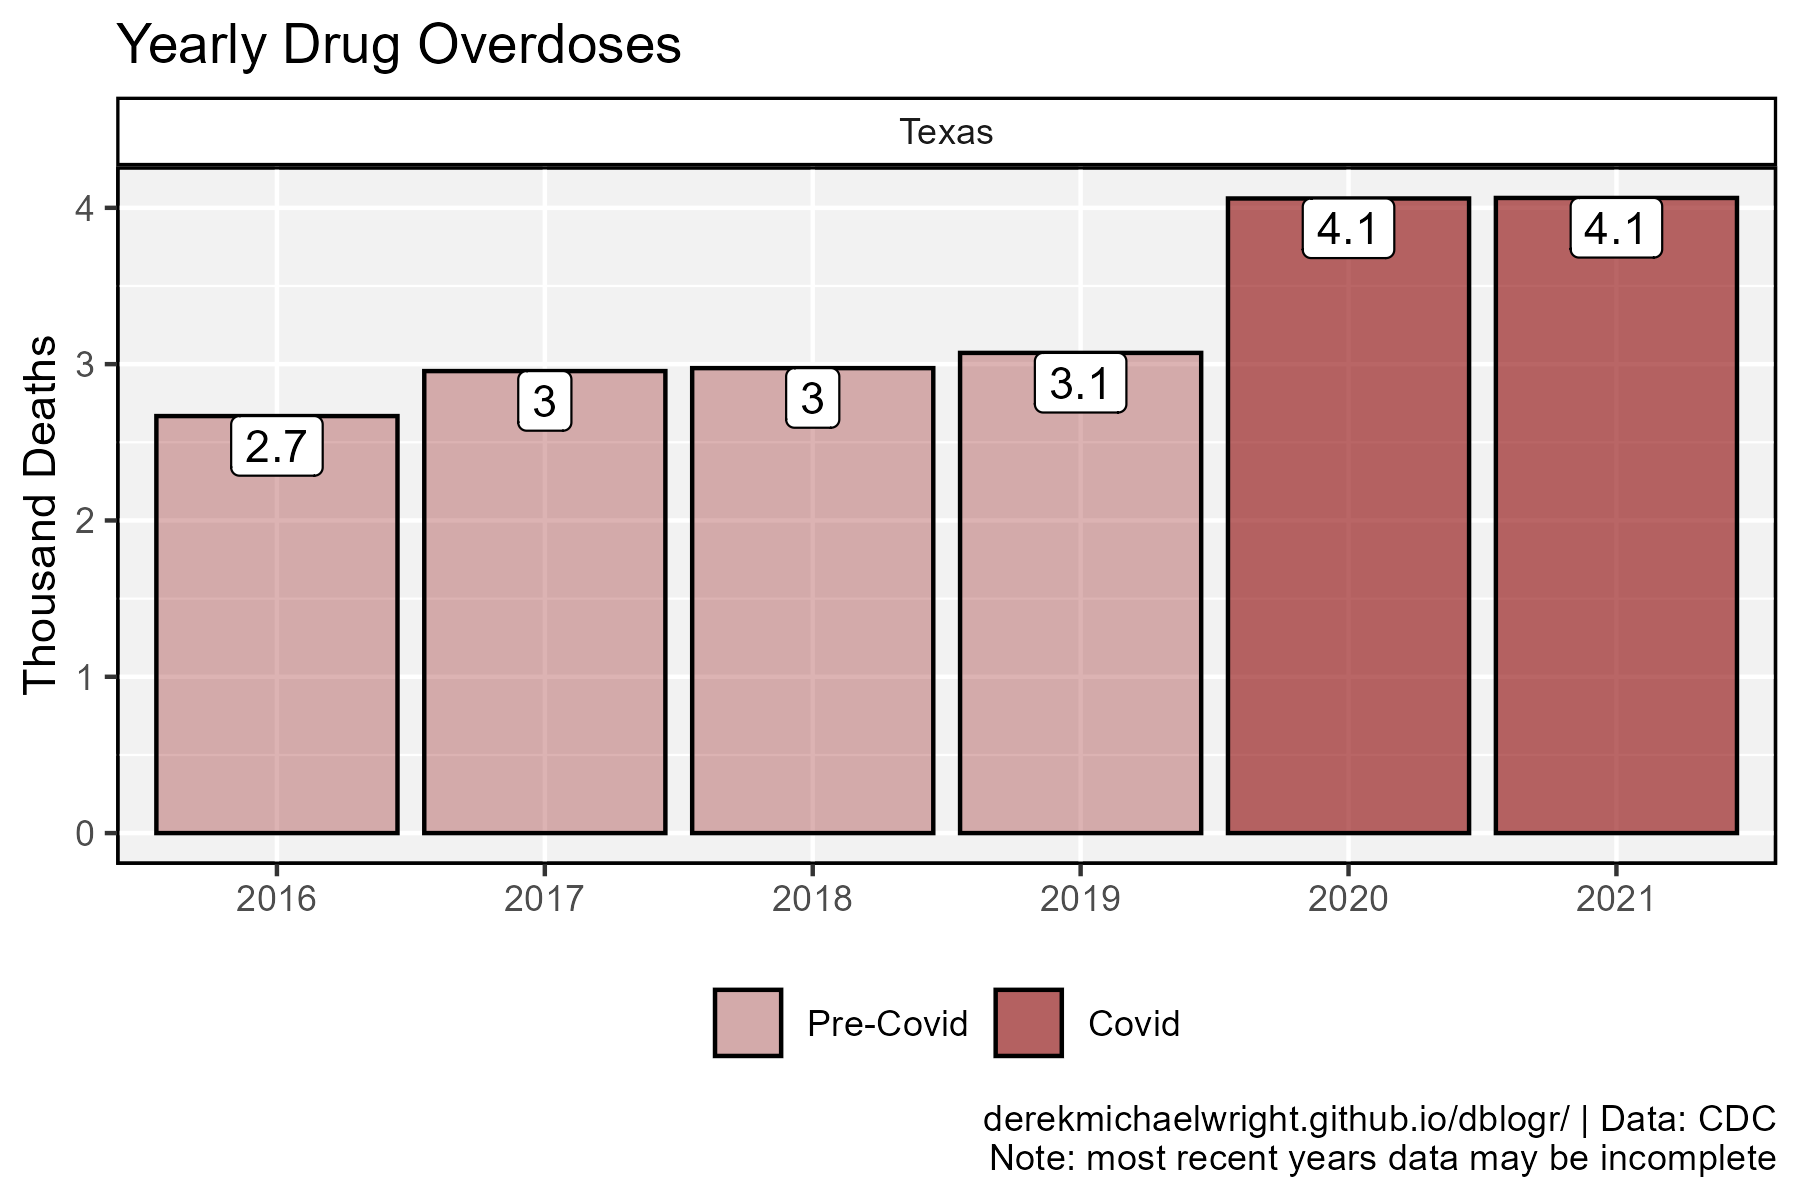 Yearly Drug Overdoses
Texas
Thousand Deaths
4
3
2
1
0
2.7
3
3
3.1
4.1
4.1
2016 2017 2018 2019 2020 2021
Pre-Covid Covid
derekmichaelwright.github.io/dblogr/ | Data: CDC
Note: most recent years data may be incomplete